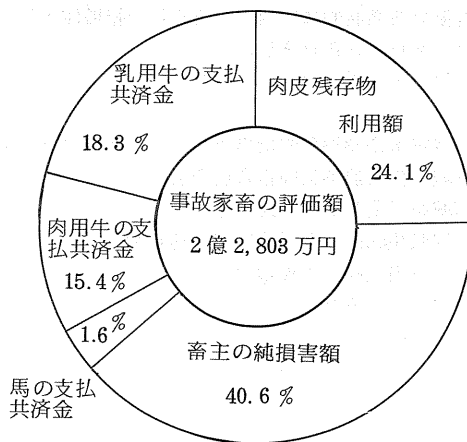 乳用牛の支払
共済金
18.3 %
肉皮残存物
利用額
24.1%
事故家畜の評価額
2億2,803万円
肉用牛の支
払共済金
15.4%
1.6%
馬の支払
共済金
畜主の純損害額
40.6 %